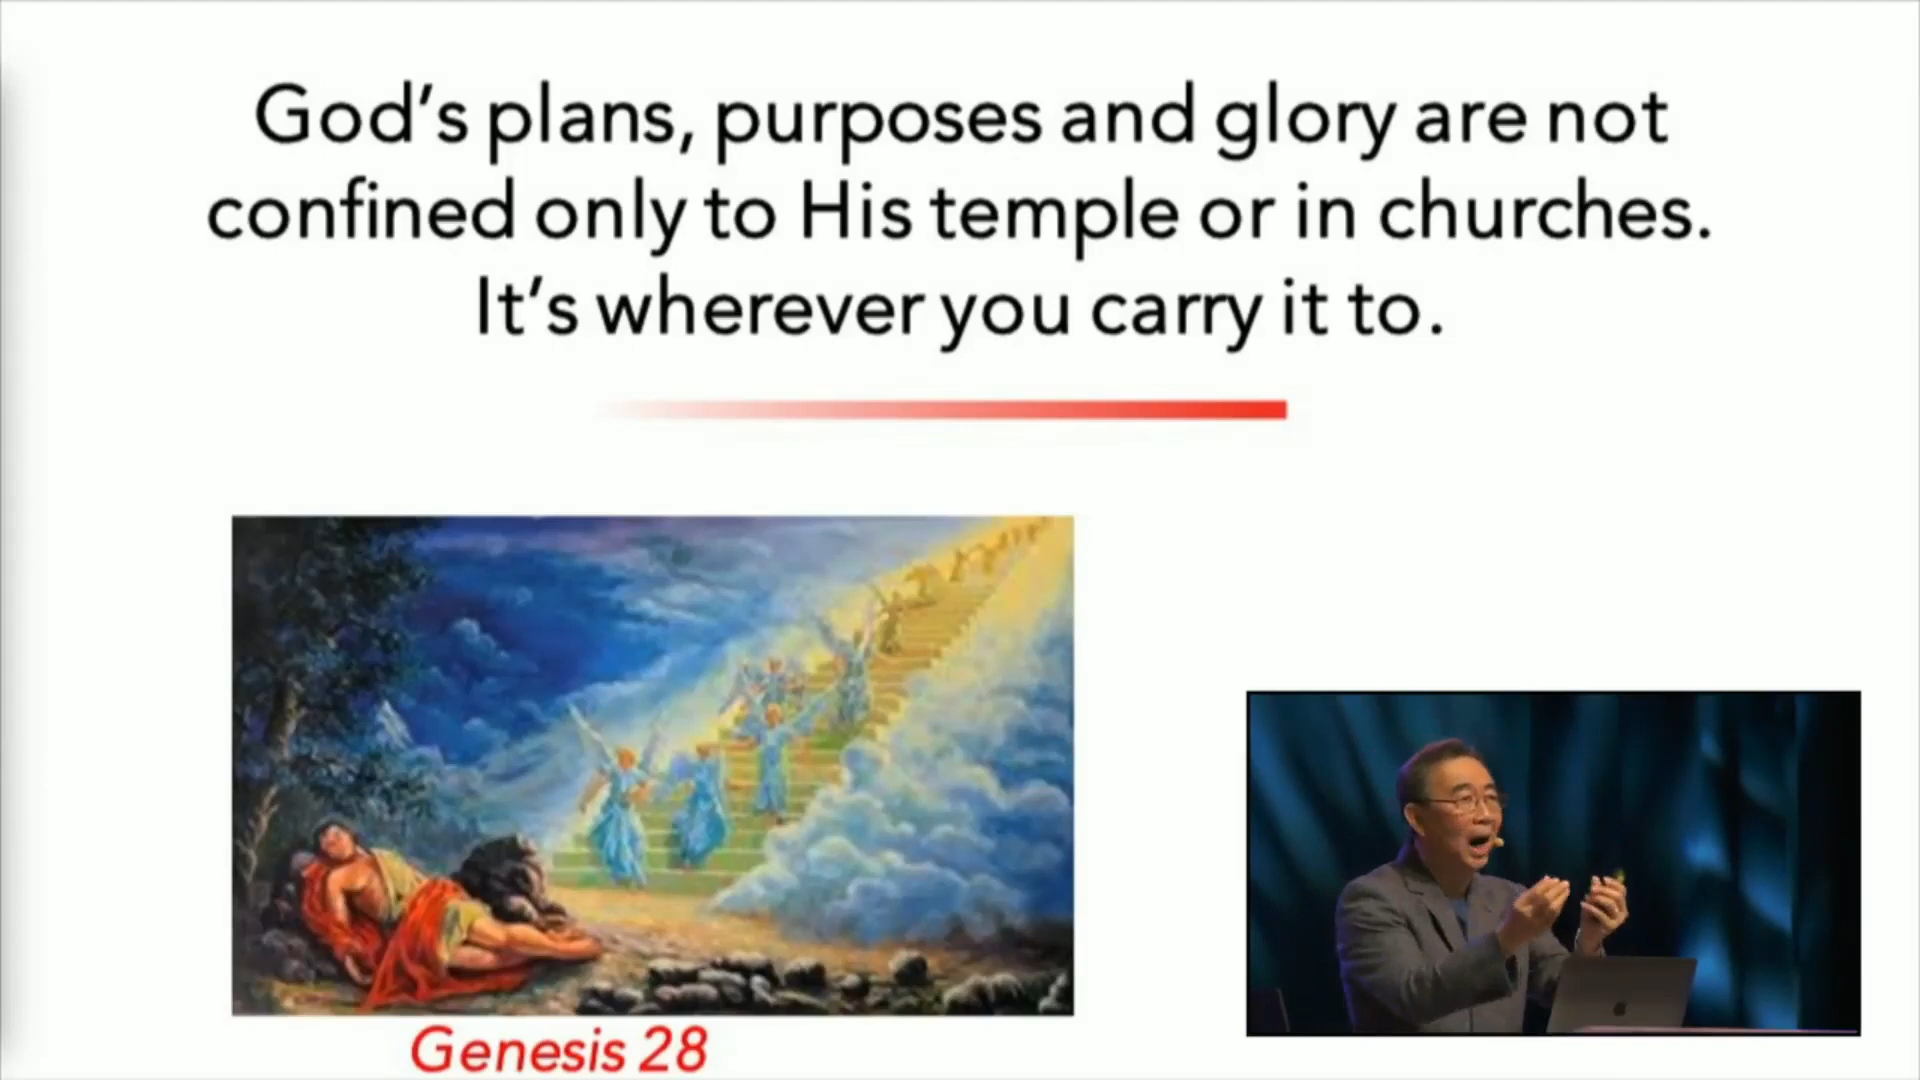 God's plans, purposes and glory are not
confined only to His temple or in churches.
It's wherever you carry it to.
Genesis 28